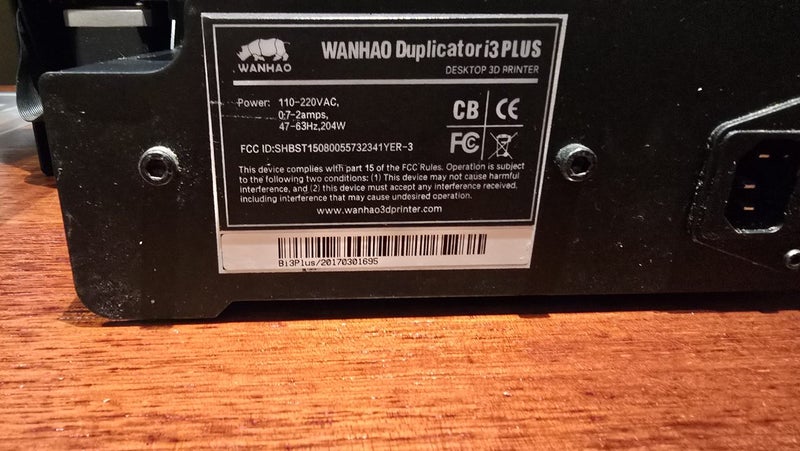 WANHAO Duplicator i3 PLUS
WANHAO
DESKTOP 3D PRINTER
Power: 110-220VAC,
0.7-2amps,
47-63Hz,204W
CB CE
FC
FCC ID:SHBST15080055732341YER-3
This device complies with part 15 of the FCC Rules. Operation is subject
to the following two conditions: (1) This device may not cause harmful
interference, and (2) this device must accept any interference received,
including interference that may cause undesired operation.
www.wanhao3dprinter.com
Bi3Plus/20170301695